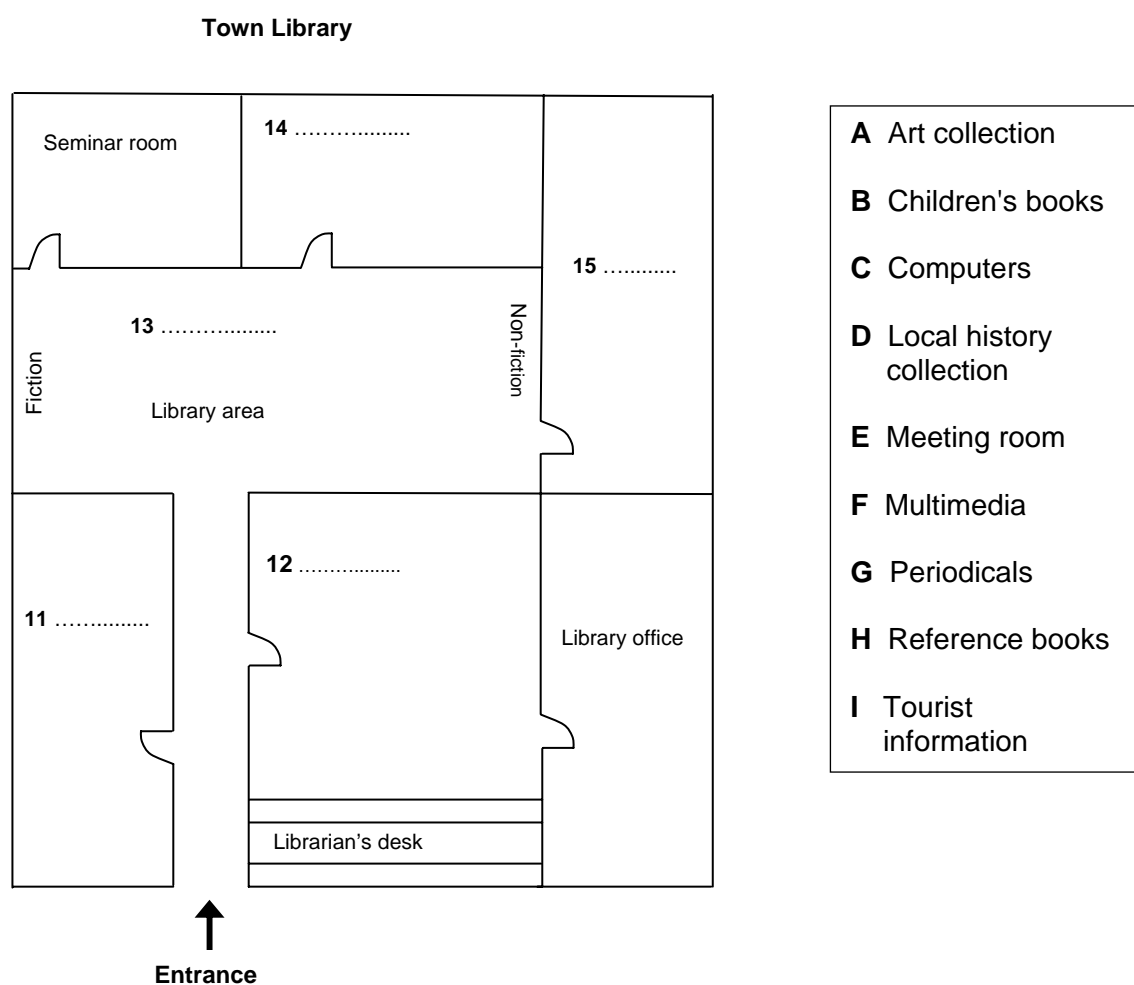 Town Library
Seminar room
14 ……….........
15 ….........
13 ……….........
Non-fiction
Fiction
Library area
12 ……….........
11 ……..........
Library office
Librarian's desk
Entrance
A Art collection
B Children's books
C Computers
D Local history
collection
E Meeting room
F Multimedia
G Periodicals
H Reference books
I Tourist
information